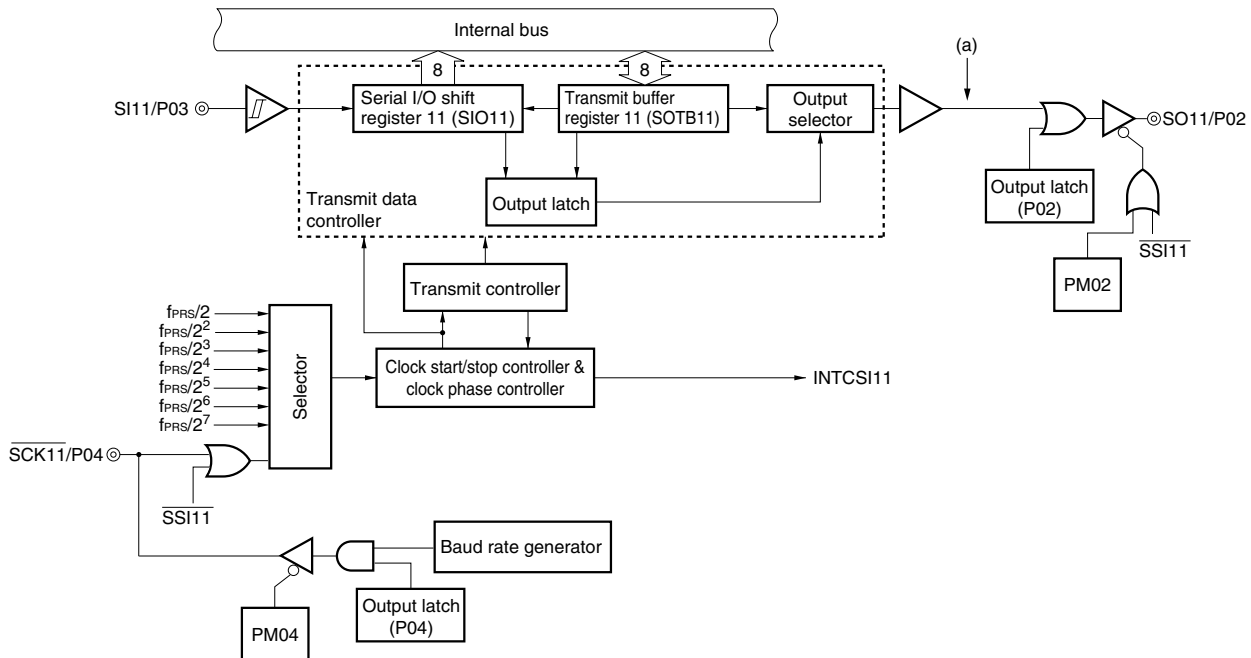 Internal bus
(a)
8
8
SI11/P03
Serial I/O shift
register 11 (SIO11)
Transmit buffer
register 11 (SOTB11)
Output
selector
SO11/P02
Output latch
Transmit data
controller
Output latch
(P02)
SSI11
PM02
Transmit controller
fPRS/2
fPRS/2²
fPRS/2³
fPRS/2⁴
fPRS/2⁵
fPRS/2⁶
fPRS/2⁷
Selector
Clock start/stop controller &
clock phase controller
INTCSI11
SCK11/P04
SSI11
Baud rate generator
Output latch
(P04)
PM04